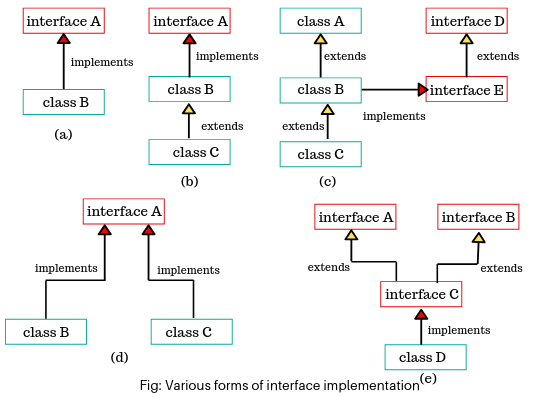 interface A
implements
class B
(a)
interface A
implements
class B
extends
class C
(b)
class A
extends
class B
implements
extends
class C
interface D
extends
interface E
(c)
interface A
implements
implements
class B
class C
(d)
interface A
interface B
extends
extends
interface C
implements
class D
(e)
Fig: Various forms of interface implementation